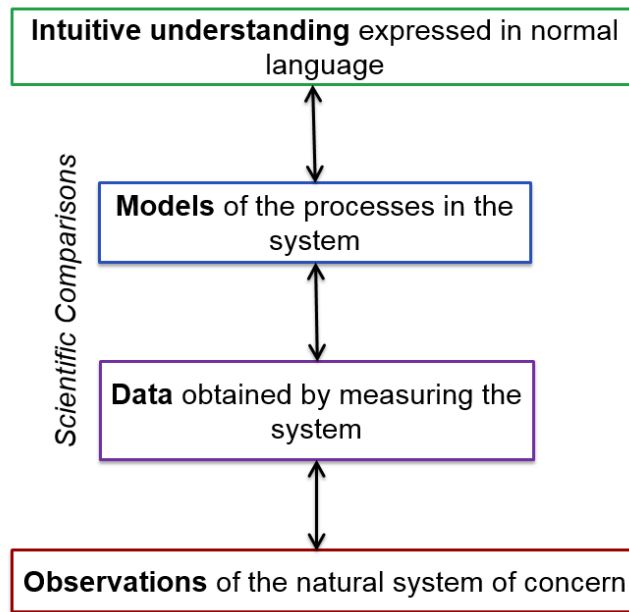 Intuitive understanding expressed in normal
language
Scientific Comparisons
Models of the processes in the
system
Data obtained by measuring the
system
Observations of the natural system of concern